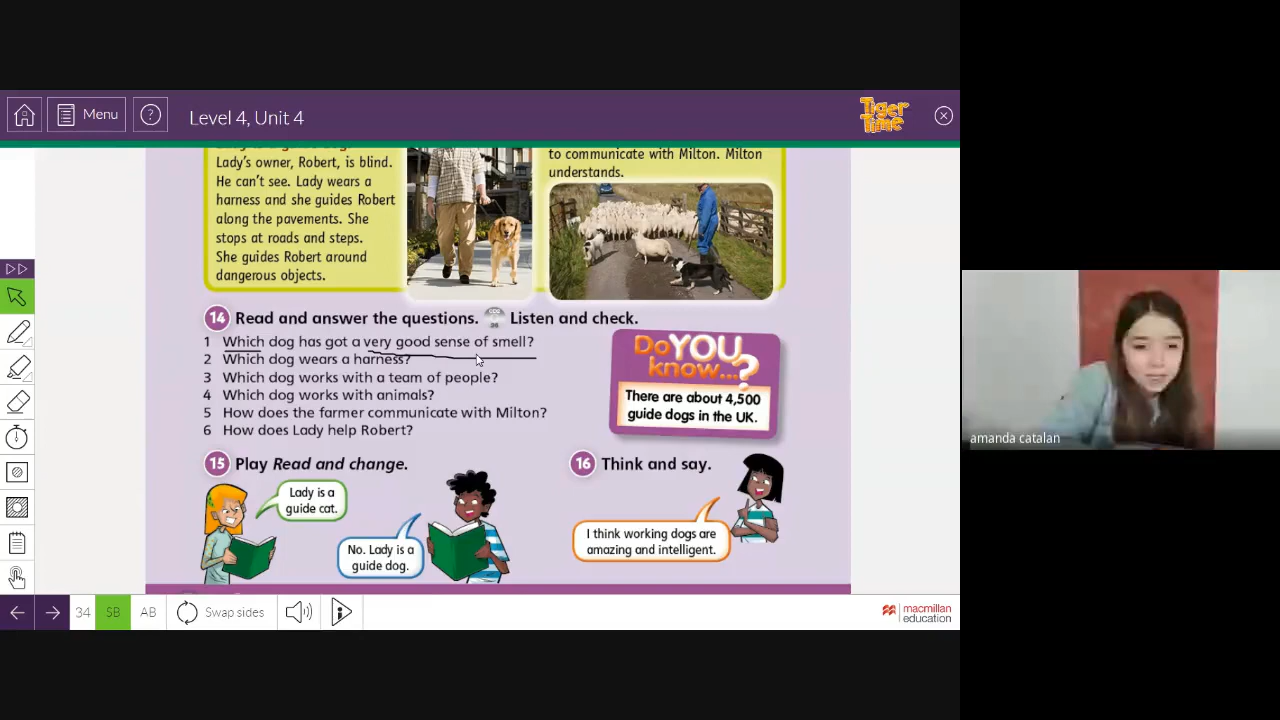 Menu
?
Level 4, Unit 4
Tiger Time
Lady's owner, Robert, is blind.
He can't see. Lady wears a
harness and she guides Robert
along the pavements. She
stops at roads and steps.
She guides Robert around
dangerous objects.
to communicate with Milton. Milton
understands.
14 Read and answer the questions. Listen and check.
1 Which dog has got a very good sense of smell?
2 Which dog wears a harness?
3 Which dog works with a team of people?
4 Which dog works with animals?
5 How does the farmer communicate with Milton?
6 How does Lady help Robert?
Do YOU
know...?
There are about 4,500
guide dogs in the UK.
15 Play Read and change.
Lady is a
guide cat.
No. Lady is a
guide dog.
16 Think and say.
I think working dogs are
amazing and intelligent.
34 SB AB Swap sides
macmillan
education
amanda catalan